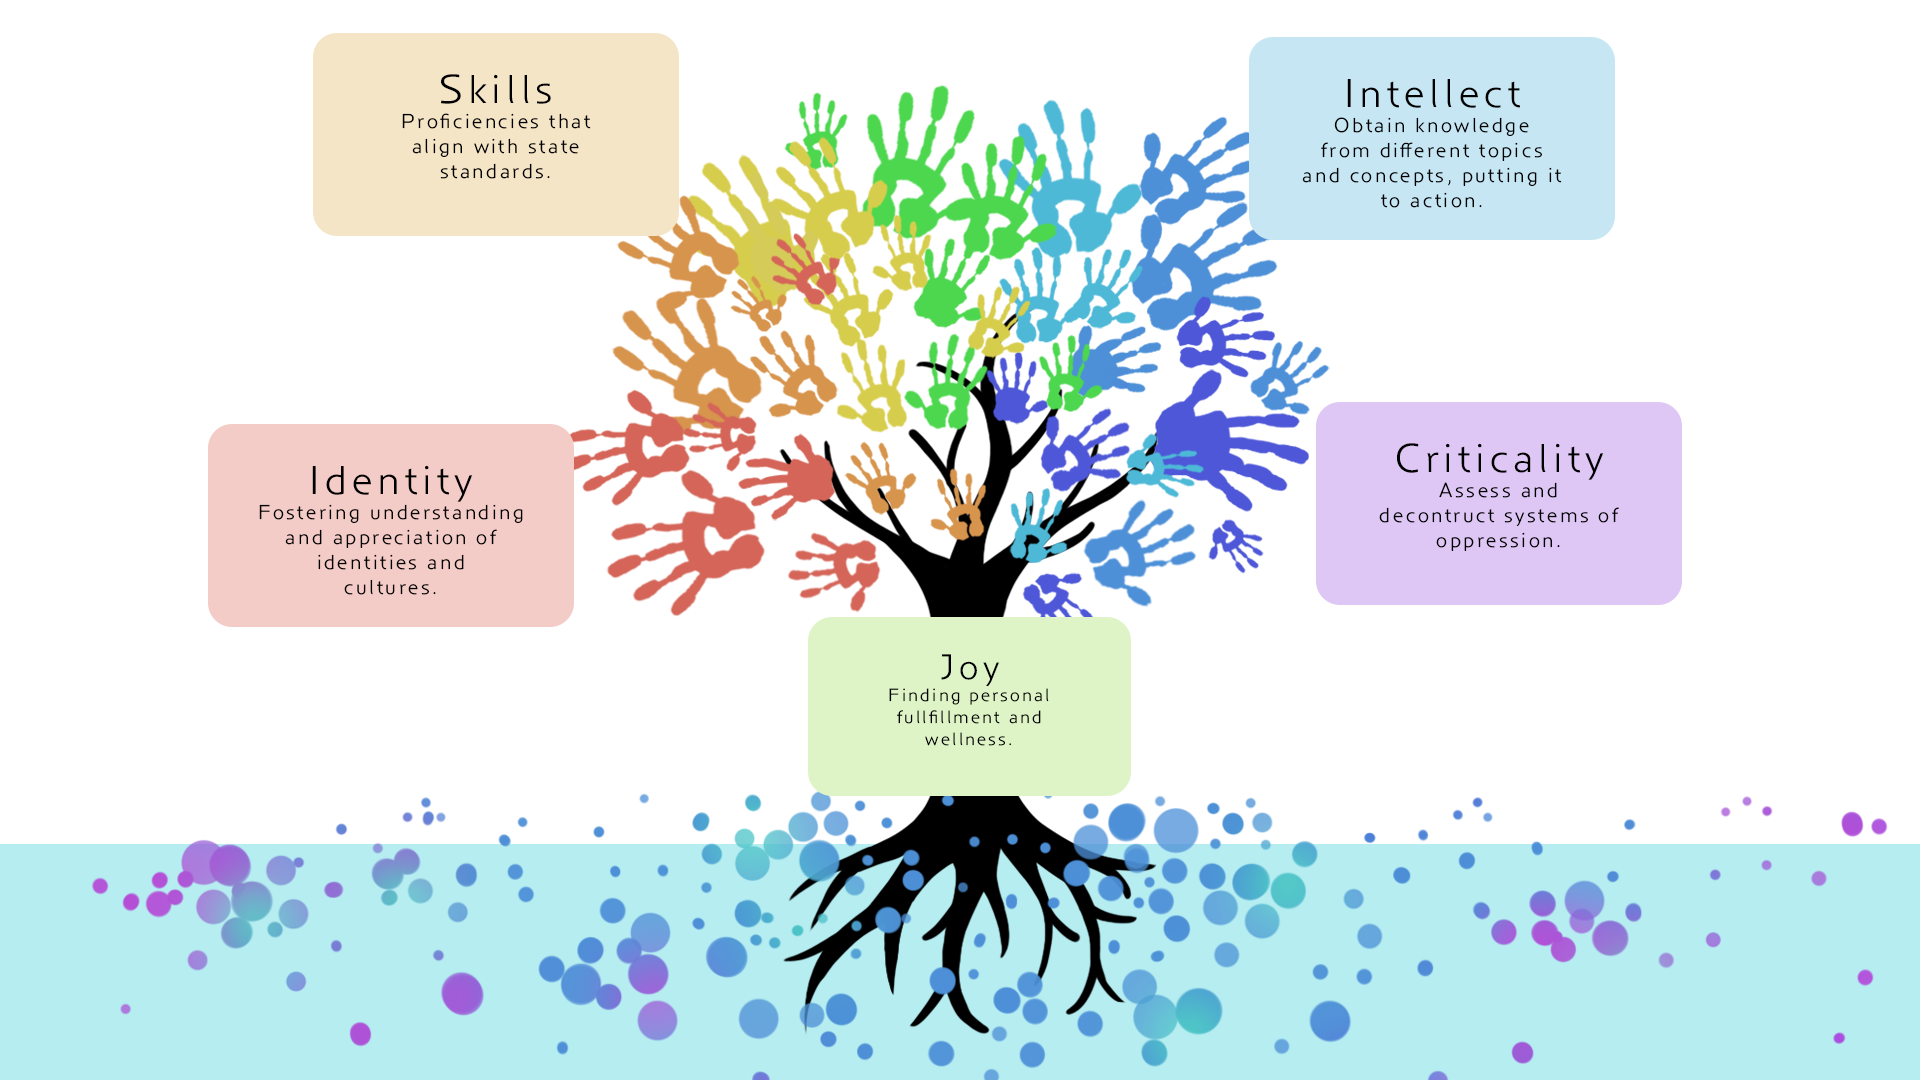 Skills
Proficiencies that
align with state
standards.
Intellect
Obtain knowledge
from different topics
and concepts, putting it
to action.
Identity
Fostering understanding
and appreciation of
identities and
cultures.
Criticality
Assess and
decontruct systems of
oppression.
Joy
Finding personal
fullfillment and
wellness.